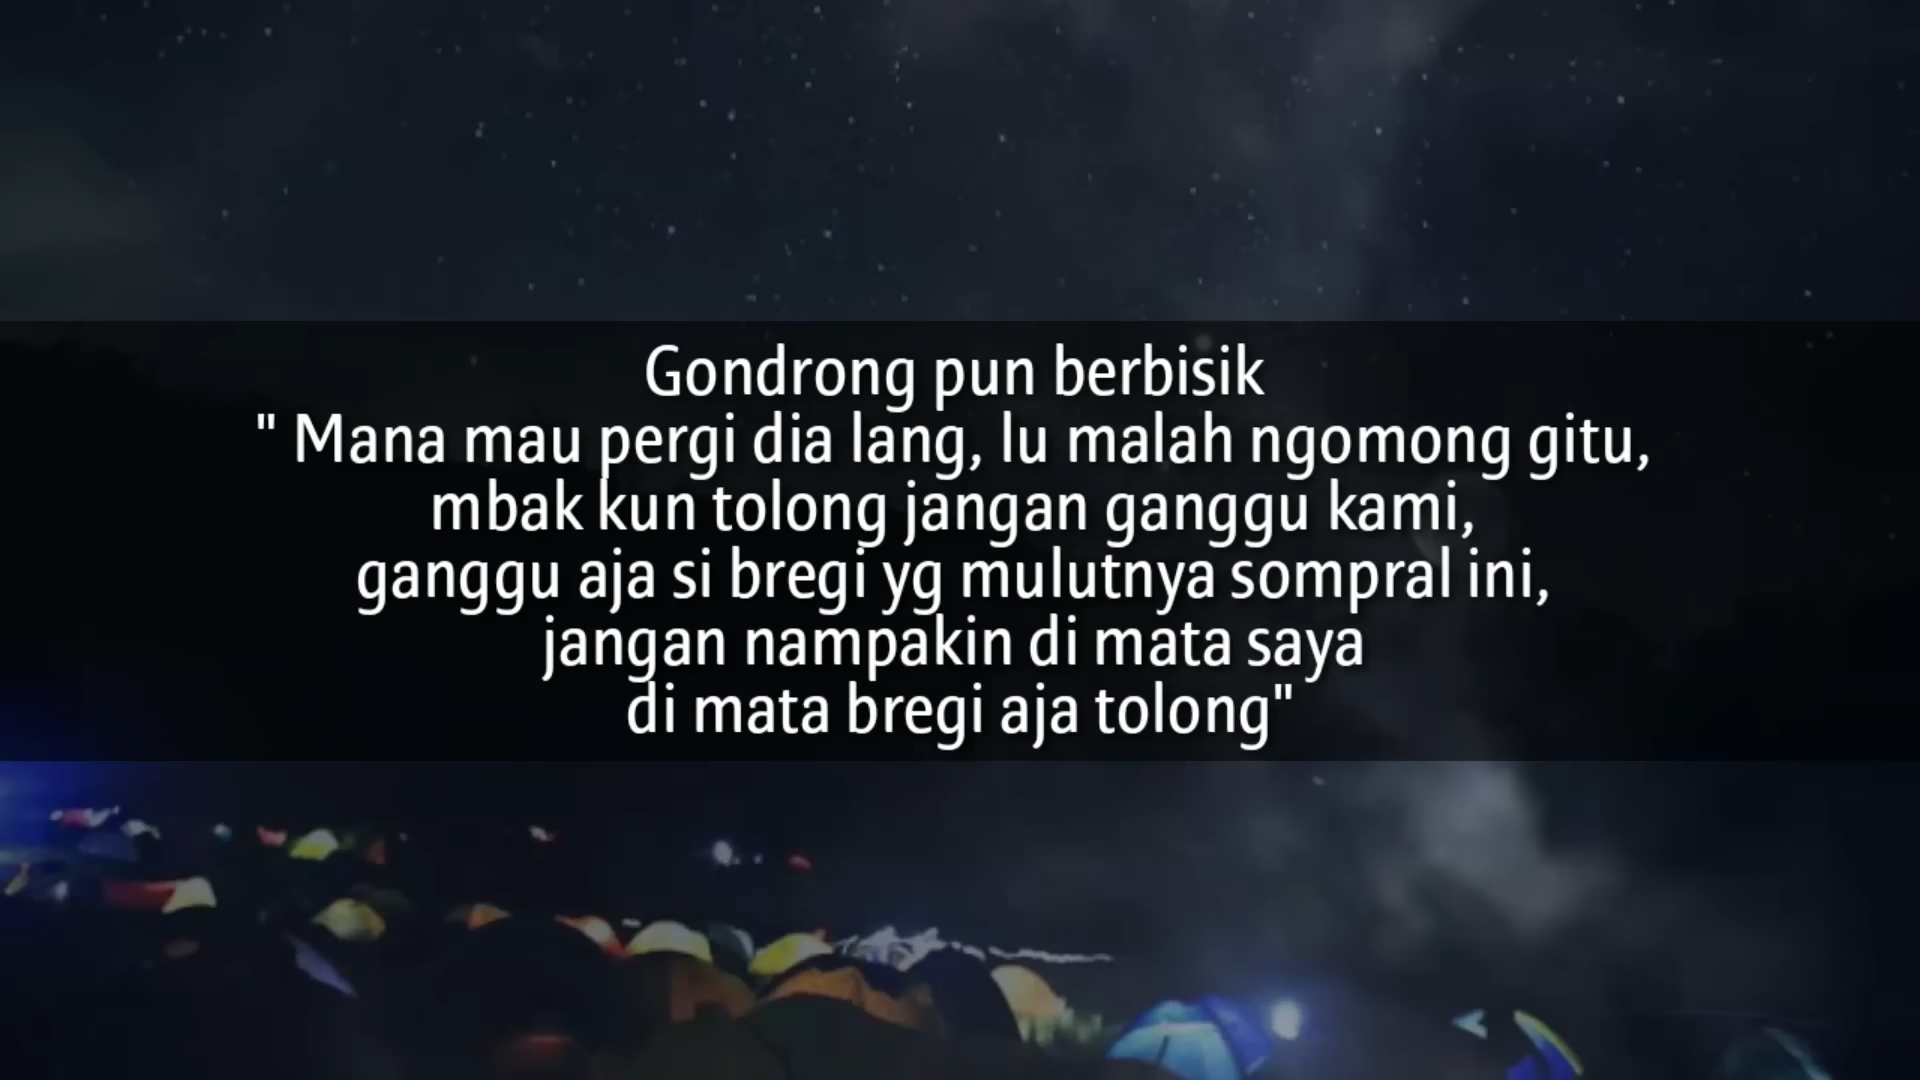 Gondrong pun berbisik
" Mana mau pergi dia lang, lu malah ngomong gitu,
mbak kun tolong jangan ganggu kami,
ganggu aja si bregi yg mulutnya sompral ini,
jangan nampakin di mata saya
di mata bregi aja tolong"